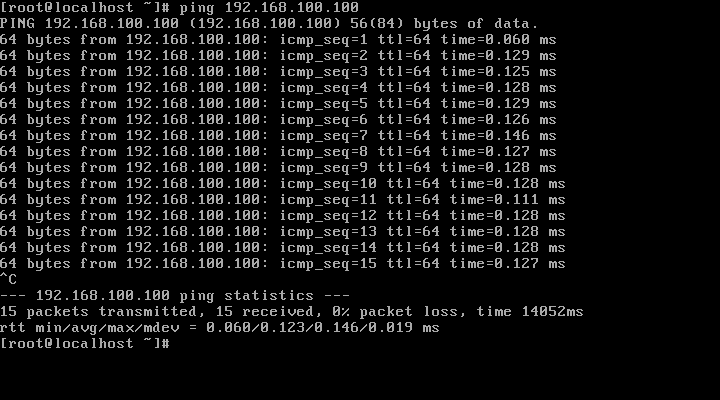 [root@localhost ~]# ping 192.168.100.100
PING 192.168.100.100 (192.168.100.100) 56(84) bytes of data.
64 bytes from 192.168.100.100: icmp_seq=1 ttl=64 time=0.060 ms
64 bytes from 192.168.100.100: icmp_seq=2 ttl=64 time=0.129 ms
64 bytes from 192.168.100.100: icmp_seq=3 ttl=64 time=0.125 ms
64 bytes from 192.168.100.100: icmp_seq=4 ttl=64 time=0.128 ms
64 bytes from 192.168.100.100: icmp_seq=5 ttl=64 time=0.129 ms
64 bytes from 192.168.100.100: icmp_seq=6 ttl=64 time=0.126 ms
64 bytes from 192.168.100.100: icmp_seq=7 ttl=64 time=0.146 ms
64 bytes from 192.168.100.100: icmp_seq=8 ttl=64 time=0.127 ms
64 bytes from 192.168.100.100: icmp_seq=9 ttl=64 time=0.128 ms
64 bytes from 192.168.100.100: icmp_seq=10 ttl=64 time=0.128 ms
64 bytes from 192.168.100.100: icmp_seq=11 ttl=64 time=0.111 ms
64 bytes from 192.168.100.100: icmp_seq=12 ttl=64 time=0.128 ms
64 bytes from 192.168.100.100: icmp_seq=13 ttl=64 time=0.128 ms
64 bytes from 192.168.100.100: icmp_seq=14 ttl=64 time=0.128 ms
64 bytes from 192.168.100.100: icmp_seq=15 ttl=64 time=0.127 ms
^C
--- 192.168.100.100 ping statistics ---
15 packets transmitted, 15 received, 0% packet loss, time 14052ms
rtt min/avg/max/mdev = 0.060/0.123/0.146/0.019 ms
[root@localhost ~]#